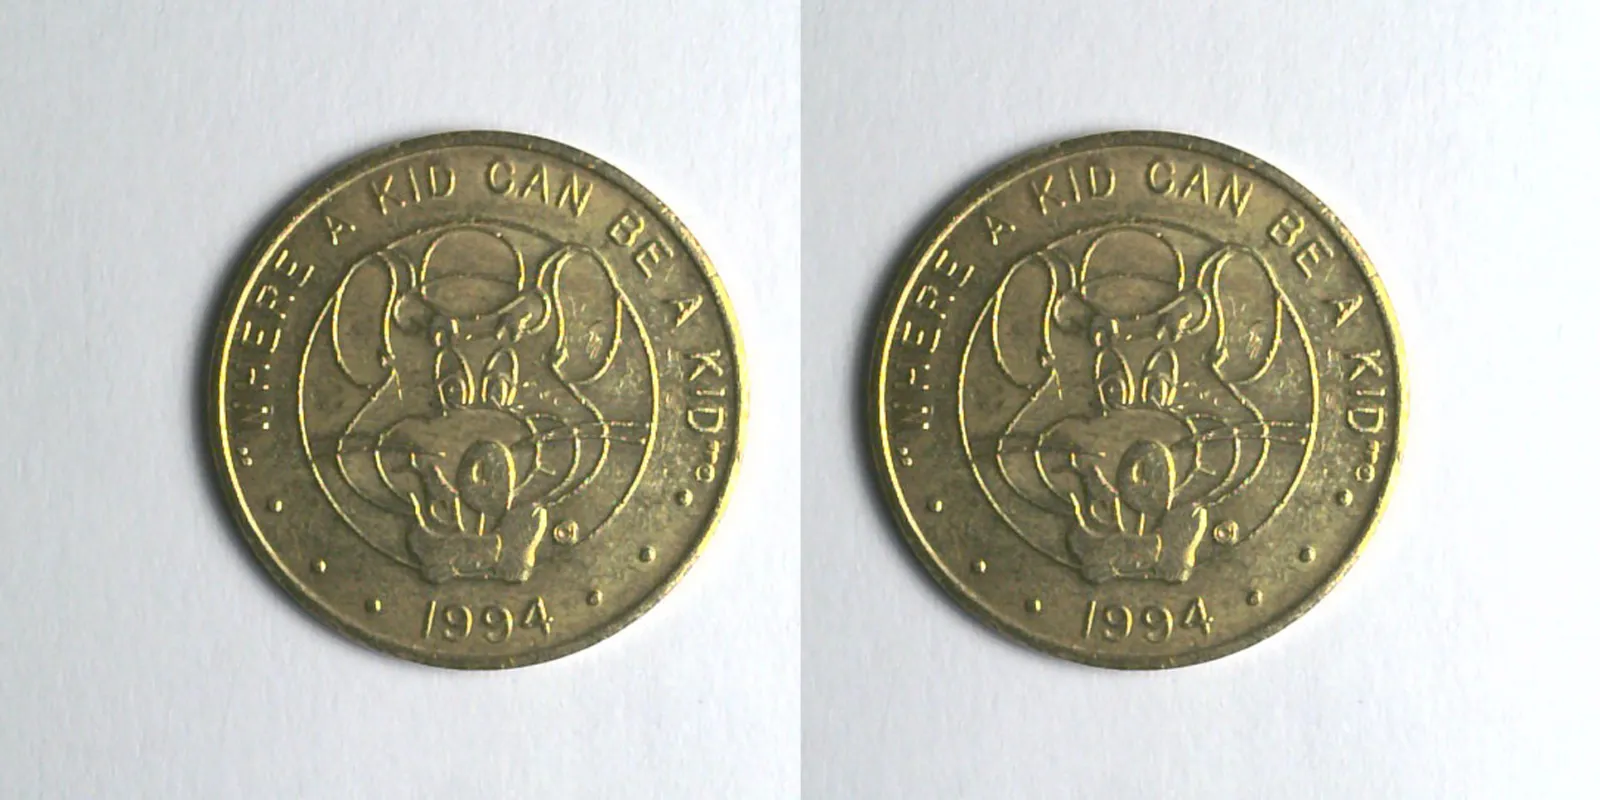 "WHERE A KID CAN BE A KID"®
1994
"WHERE A KID CAN BE A KID"®
1994